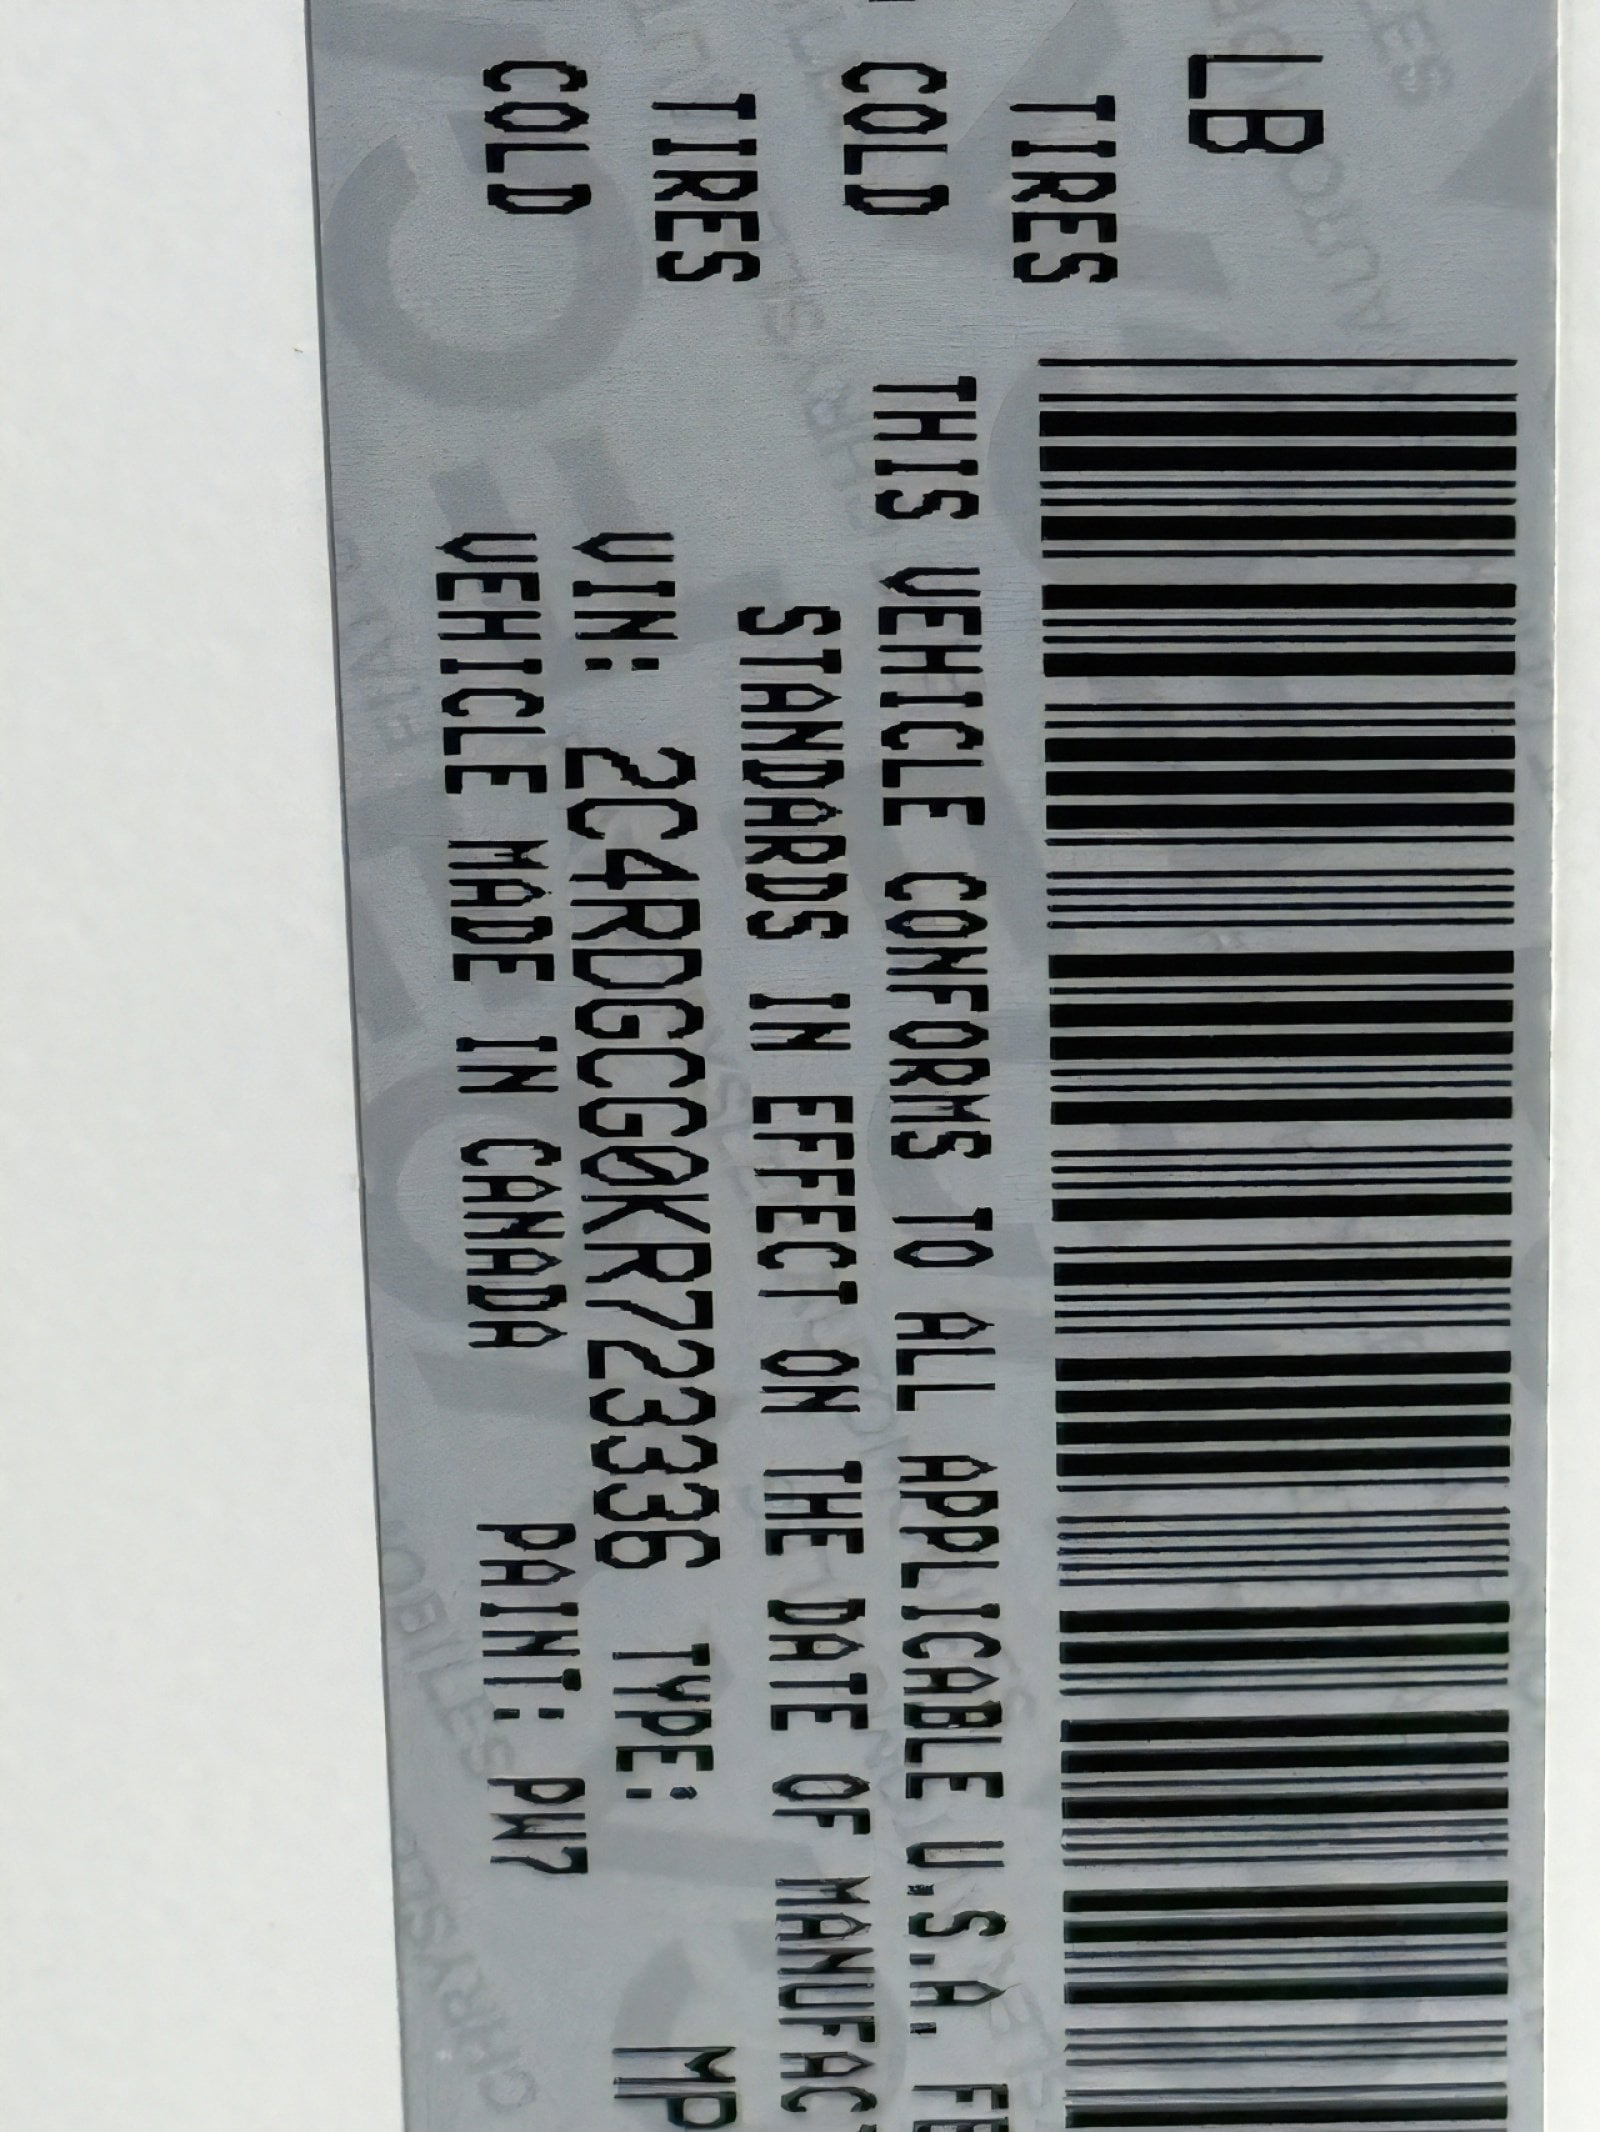 LB
TIRES
COLD
TIRES
COLD
THIS VEHICLE CONFORMS TO ALL APPLICABLE U.S.A. FE
STANDARDS IN EFFECT ON THE DATE OF MANUFACT
VIN: 2C4RDGCG0KR723336 TYPE: MP
VEHICLE MADE IN CANADA PAINT: PW7